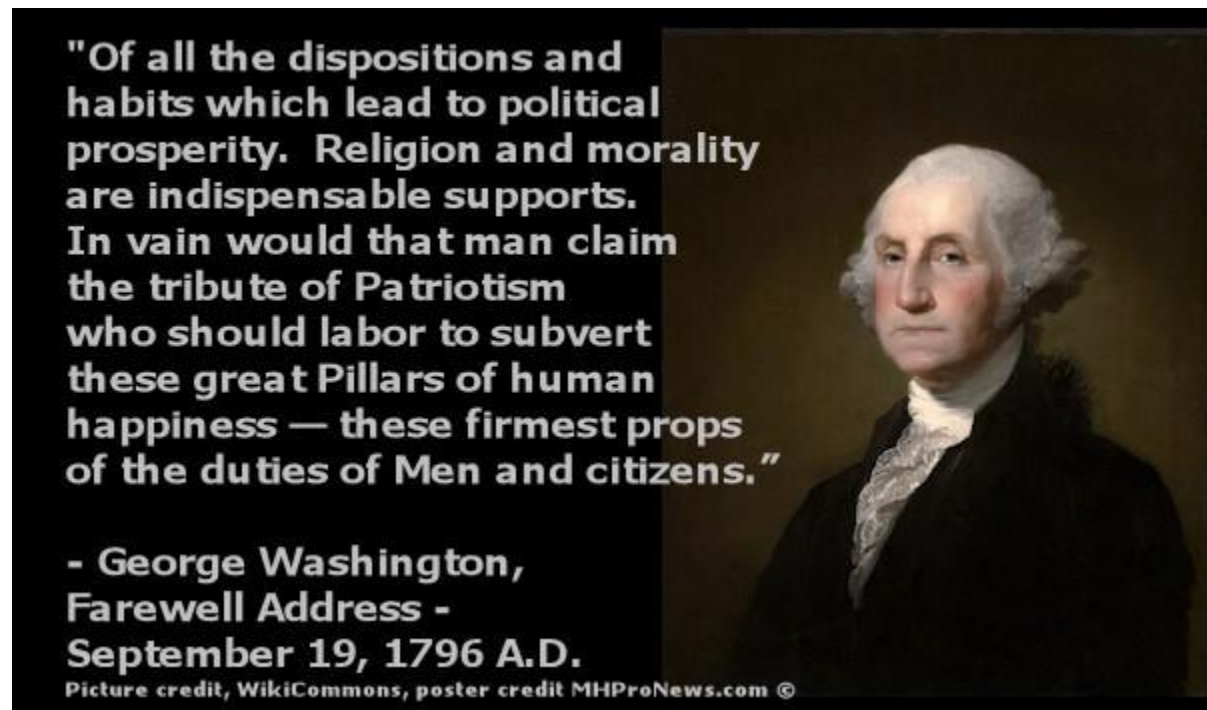 "Of all the dispositions and
habits which lead to political
prosperity. Religion and morality
are indispensable supports.
In vain would that man claim
the tribute of Patriotism
who should labor to subvert
these great Pillars of human
happiness — these firmest props
of the duties of Men and citizens.”
- George Washington,
Farewell Address -
September 19, 1796 A.D.
Picture credit, WikiCommons, poster credit MHProNews.com ©